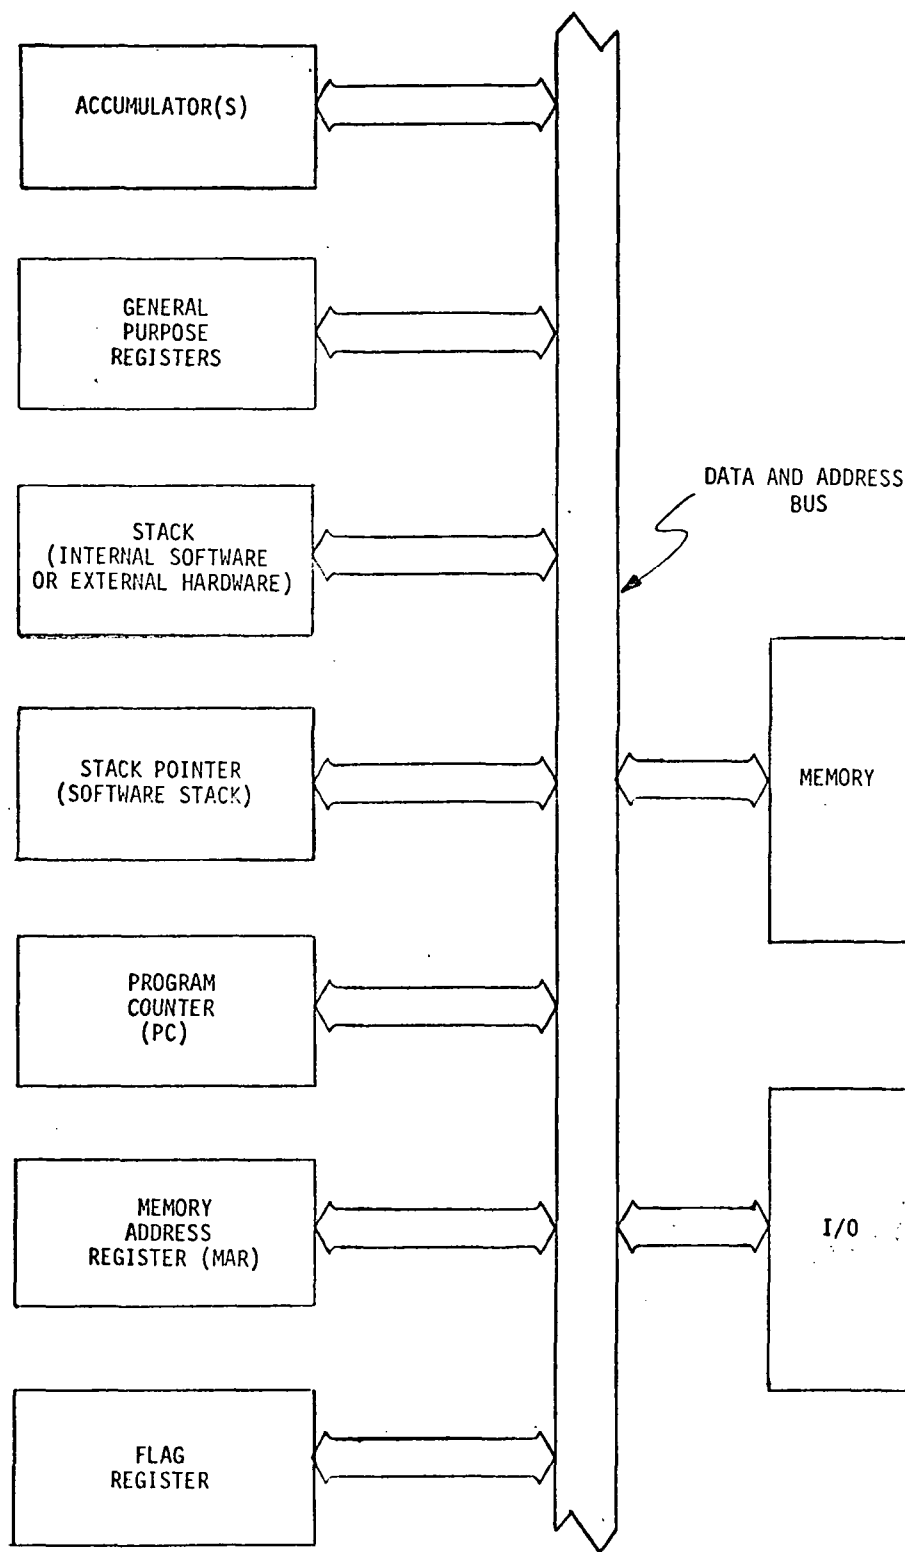 ACCUMULATOR(S)
GENERAL
PURPOSE
REGISTERS
STACK
(INTERNAL SOFTWARE
OR EXTERNAL HARDWARE)
STACK POINTER
(SOFTWARE STACK)
PROGRAM
COUNTER
(PC)
MEMORY
ADDRESS
REGISTER (MAR)
FLAG
REGISTER
DATA AND ADDRESS
BUS
MEMORY
I/O